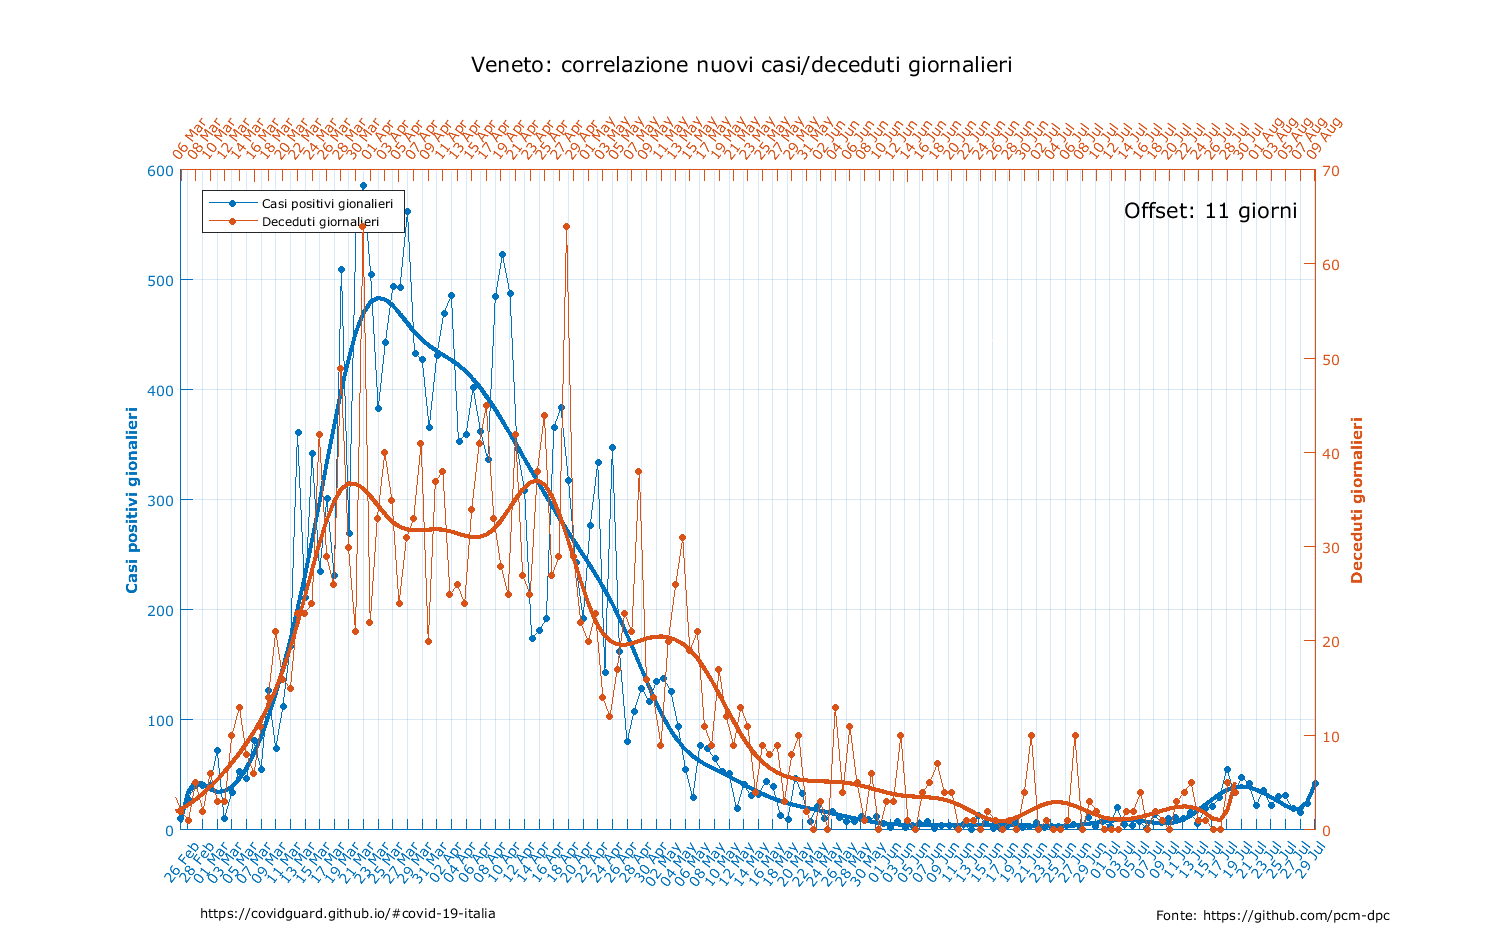 Veneto: correlazione nuovi casi/deceduti giornalieri
06 Mar
08 Mar
10 Mar
12 Mar
14 Mar
16 Mar
18 Mar
20 Mar
22 Mar
24 Mar
26 Mar
28 Mar
30 Mar
01 Apr
03 Apr
05 Apr
07 Apr
09 Apr
11 Apr
13 Apr
15 Apr
17 Apr
19 Apr
21 Apr
23 Apr
25 Apr
27 Apr
29 Apr
01 May
03 May
05 May
07 May
09 May
11 May
13 May
15 May
17 May
19 May
21 May
23 May
25 May
27 May
29 May
31 May
02 Jun
04 Jun
06 Jun
08 Jun
10 Jun
12 Jun
14 Jun
16 Jun
18 Jun
20 Jun
22 Jun
24 Jun
26 Jun
28 Jun
30 Jun
02 Jul
04 Jul
06 Jul
08 Jul
10 Jul
12 Jul
14 Jul
16 Jul
18 Jul
20 Jul
22 Jul
24 Jul
26 Jul
28 Jul
30 Jul
01 Aug
03 Aug
05 Aug
07 Aug
09 Aug
Casi positivi gionalieri
Deceduti giornalieri
Offset: 11 giorni
600
500
400
300
200
100
0
Casi positivi gionalieri
70
60
50
40
30
20
10
0
Deceduti giornalieri
26 Feb
28 Feb
01 Mar
03 Mar
05 Mar
07 Mar
09 Mar
11 Mar
13 Mar
15 Mar
17 Mar
19 Mar
21 Mar
23 Mar
25 Mar
27 Mar
29 Mar
31 Mar
02 Apr
04 Apr
06 Apr
08 Apr
10 Apr
12 Apr
14 Apr
16 Apr
18 Apr
20 Apr
22 Apr
24 Apr
26 Apr
28 Apr
30 Apr
02 May
04 May
06 May
08 May
10 May
12 May
14 May
16 May
18 May
20 May
22 May
24 May
26 May
28 May
30 May
01 Jun
03 Jun
05 Jun
07 Jun
09 Jun
11 Jun
13 Jun
15 Jun
17 Jun
19 Jun
21 Jun
23 Jun
25 Jun
27 Jun
29 Jun
01 Jul
03 Jul
05 Jul
07 Jul
09 Jul
11 Jul
13 Jul
15 Jul
17 Jul
19 Jul
21 Jul
23 Jul
25 Jul
27 Jul
29 Jul
https://covidguard.github.io/#covid-19-italia
Fonte: https://github.com/pcm-dpc